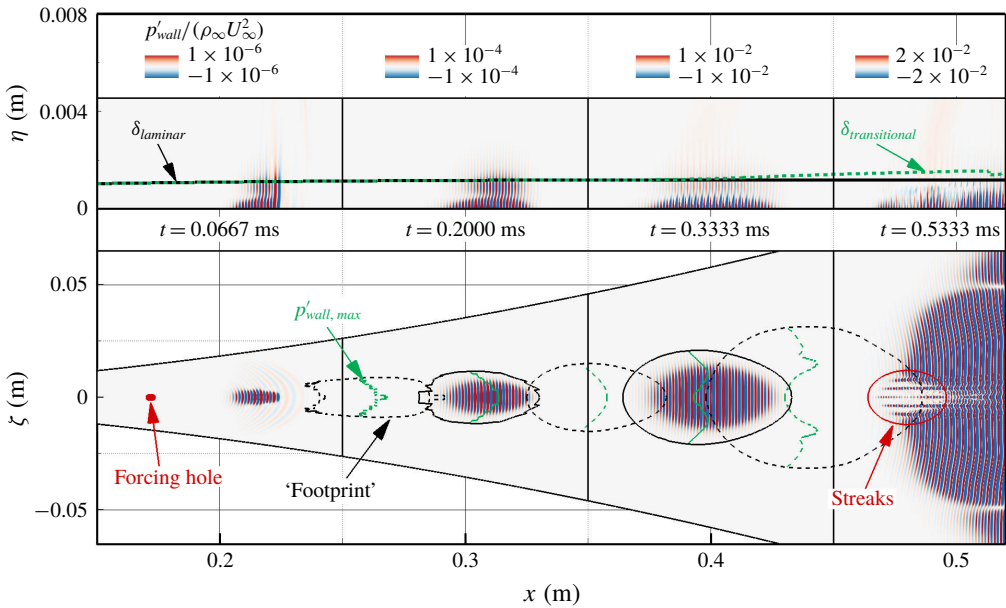 0.008
p′wall/(ρ∞U²∞)
1 × 10⁻⁶
−1 × 10⁻⁶
1 × 10⁻⁴
−1 × 10⁻⁴
1 × 10⁻²
−1 × 10⁻²
2 × 10⁻²
−2 × 10⁻²
η (m)
0.004
δlaminar
δtransitional
0
t = 0.0667 ms
t = 0.2000 ms
t = 0.3333 ms
t = 0.5333 ms
0.05
p′wall, max
ζ (m)
0
Forcing hole
‘Footprint’
Streaks
−0.05
0.2
0.3
0.4
0.5
x (m)